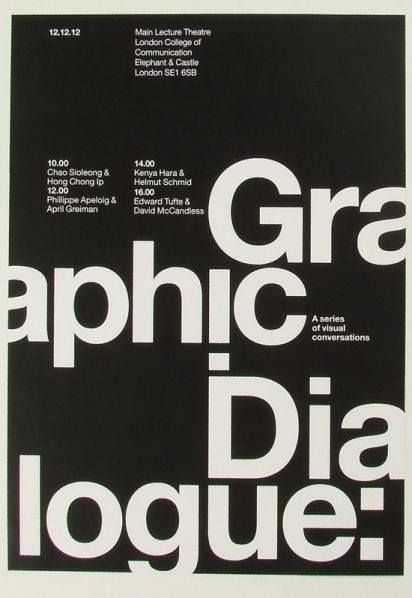 12.12.12
Main Lecture Theatre
London College of
Communication
Elephant & Castle
London SE1 6SB
10.00
Chao Sioleong &
Hong Chong Ip
12.00
Phillippe Apeloig &
April Greiman
14.00
Kenya Hara &
Helmut Schmid
16.00
Edward Tufte &
David McCandless
Gra
aphic
A series
of visual
conversations
Dia
logue: